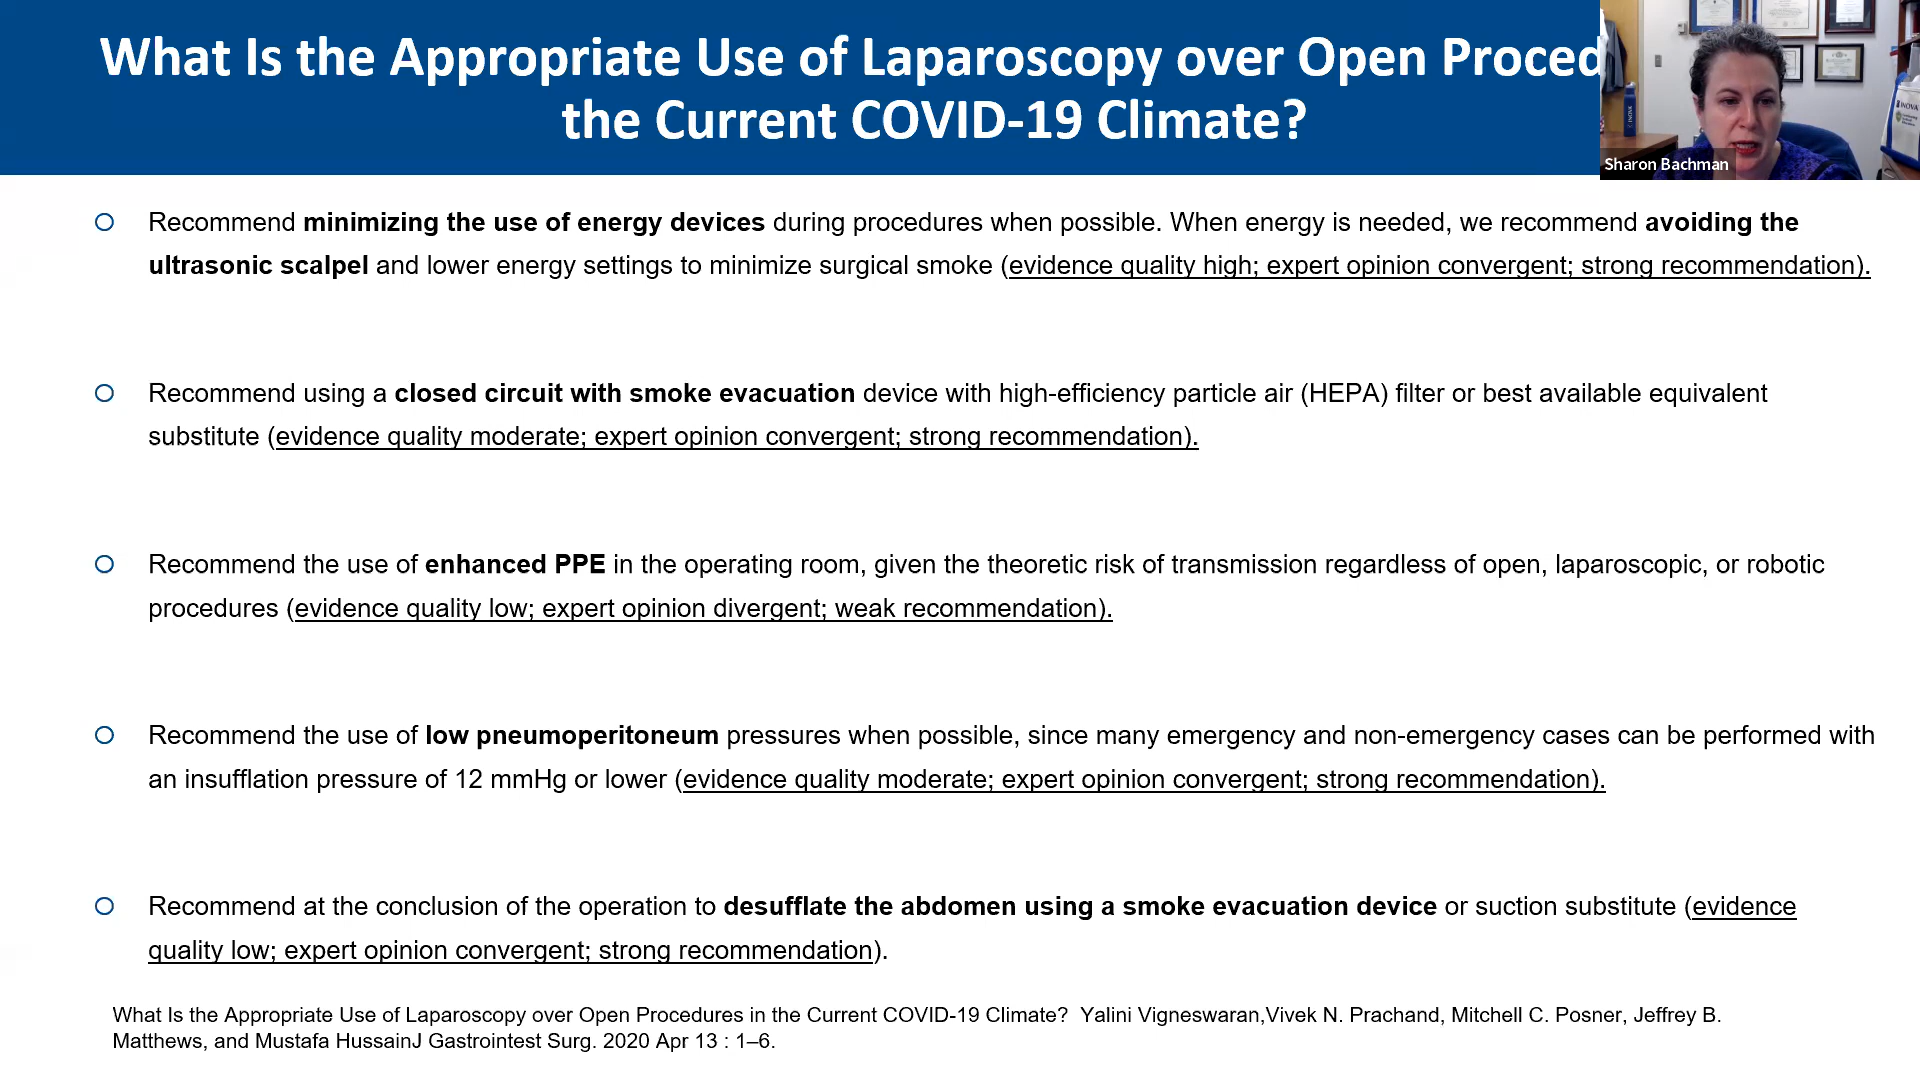 What Is the Appropriate Use of Laparoscopy over Open Proced
the Current COVID-19 Climate?
INOVA
Sharon Bachman
Recommend minimizing the use of energy devices during procedures when possible. When energy is needed, we recommend avoiding the
ultrasonic scalpel and lower energy settings to minimize surgical smoke (evidence quality high; expert opinion convergent; strong recommendation).
Recommend using a closed circuit with smoke evacuation device with high-efficiency particle air (HEPA) filter or best available equivalent
substitute (evidence quality moderate; expert opinion convergent; strong recommendation).
Recommend the use of enhanced PPE in the operating room, given the theoretic risk of transmission regardless of open, laparoscopic, or robotic
procedures (evidence quality low; expert opinion divergent; weak recommendation).
Recommend the use of low pneumoperitoneum pressures when possible, since many emergency and non-emergency cases can be performed with
an insufflation pressure of 12 mmHg or lower (evidence quality moderate; expert opinion convergent; strong recommendation).
Recommend at the conclusion of the operation to desufflate the abdomen using a smoke evacuation device or suction substitute (evidence
quality low; expert opinion convergent; strong recommendation).
What Is the Appropriate Use of Laparoscopy over Open Procedures in the Current COVID-19 Climate?  Yalini Vigneswaran,Vivek N. Prachand, Mitchell C. Posner, Jeffrey B.
Matthews, and Mustafa HussainJ Gastrointest Surg. 2020 Apr 13 : 1–6.